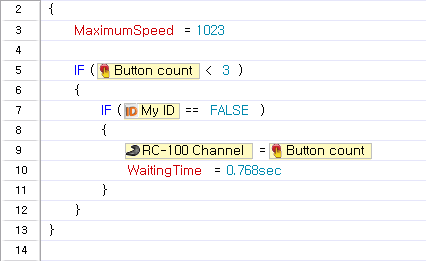 2 {
3 MaximumSpeed = 1023
4
5 IF ( Button count < 3 )
6 {
7 IF ( ID My ID == FALSE )
8 {
9 RC-100 Channel = Button count
10 WaitingTime = 0.768sec
11 }
12 }
13 }
14